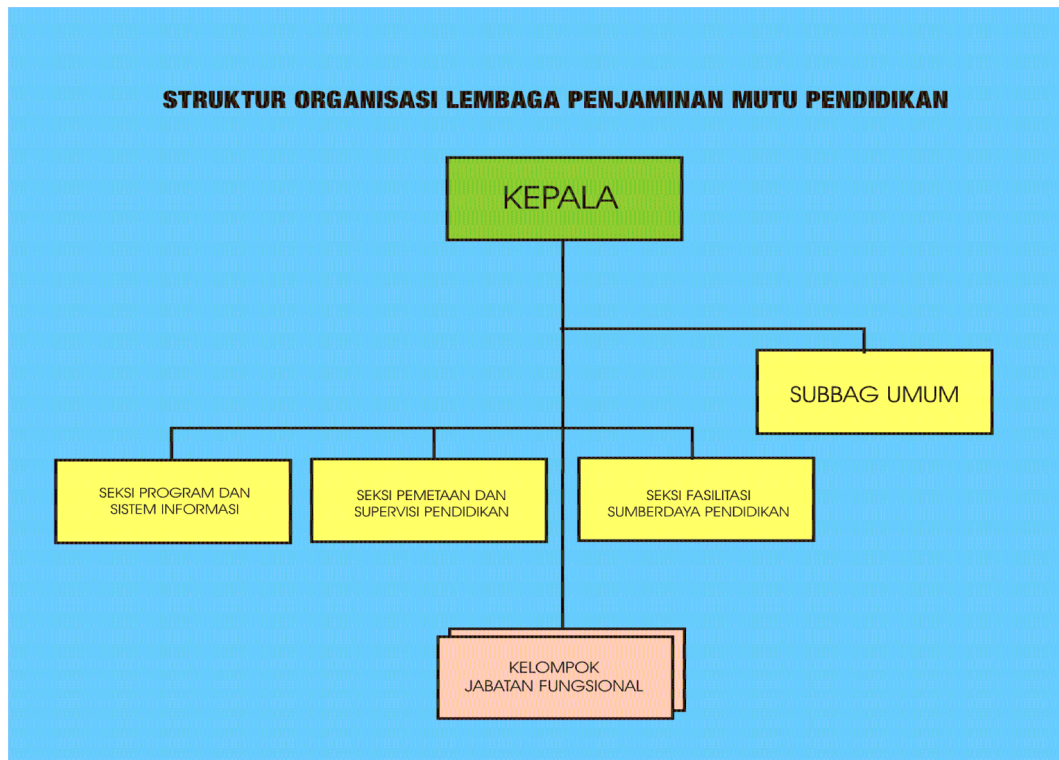 STRUKTUR ORGANISASI LEMBAGA PENJAMINAN MUTU PENDIDIKAN
KEPALA
SUBBAG UMUM
SEKSI PROGRAM DAN
SISTEM INFORMASI
SEKSI PEMETAAN DAN
SUPERVISI PENDIDIKAN
SEKSI FASILITASI
SUMBERDAYA PENDIDIKAN
KELOMPOK
JABATAN FUNGSIONAL